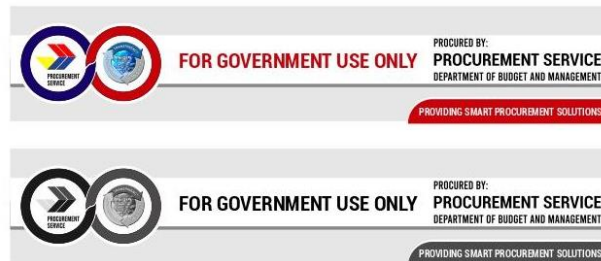 PROCUREMENT
SERVICE
FOR GOVERNMENT USE ONLY
PROCURED BY:
PROCUREMENT SERVICE
DEPARTMENT OF BUDGET AND MANAGEMENT
PROVIDING SMART PROCUREMENT SOLUTIONS
PROCUREMENT
SERVICE
FOR GOVERNMENT USE ONLY
PROCURED BY:
PROCUREMENT SERVICE
DEPARTMENT OF BUDGET AND MANAGEMENT
PROVIDING SMART PROCUREMENT SOLUTIONS